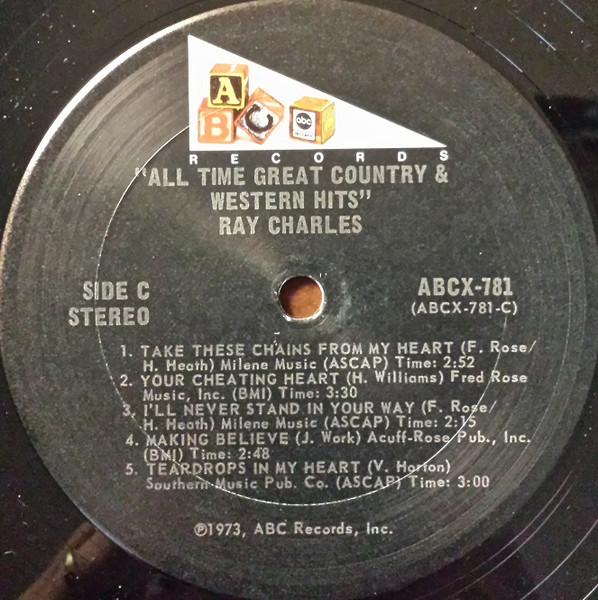 A
B C abc
RECORDS
"ALL TIME GREAT COUNTRY &
WESTERN HITS"
RAY CHARLES
SIDE C
STEREO
ABCX-781
(ABCX-781-C)
1. TAKE THESE CHAINS FROM MY HEART (F. Rose/
H. Heath) Milene Music (ASCAP) Time: 2:52
2. YOUR CHEATING HEART (H. Williams) Fred Rose
Music, Inc. (BMI) Time: 3:30
3. I'LL NEVER STAND IN YOUR WAY (F. Rose/
H. Heath) Milene Music (ASCAP) Time: 2:15
4. MAKING BELIEVE (J. Work) Acuff-Rose Pub., Inc.
(BMI) Time: 2:48
5. TEARDROPS IN MY HEART (V. Horton)
Southern Music Pub. Co. (ASCAP) Time: 3:00
℗1973, ABC Records, Inc.